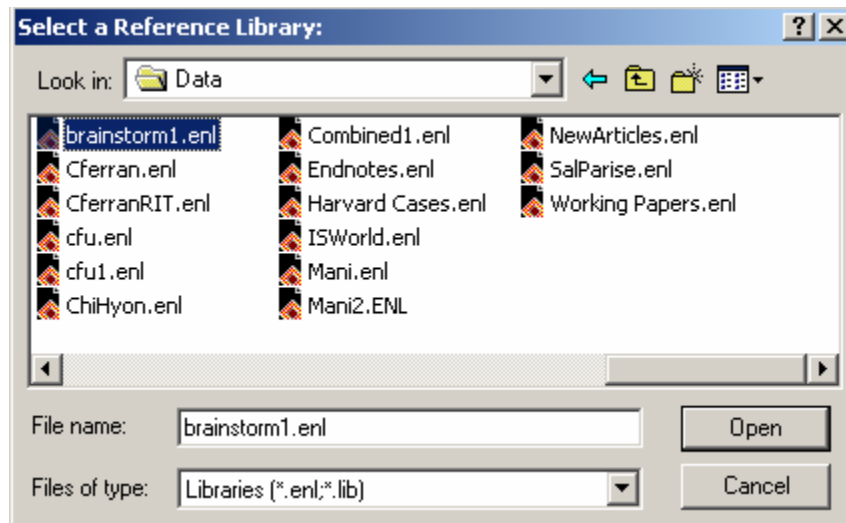 Select a Reference Library:
Look in: Data
brainstorm1.enl
Cferran.enl
CferranRIT.enl
cfu.enl
cfu1.enl
ChiHyon.enl
Combined1.enl
Endnotes.enl
Harvard Cases.enl
ISWorld.enl
Mani.enl
Mani2.ENL
NewArticles.enl
SalParise.enl
Working Papers.enl
File name: brainstorm1.enl Open
Files of type: Libraries (*.enl;*.lib) Cancel